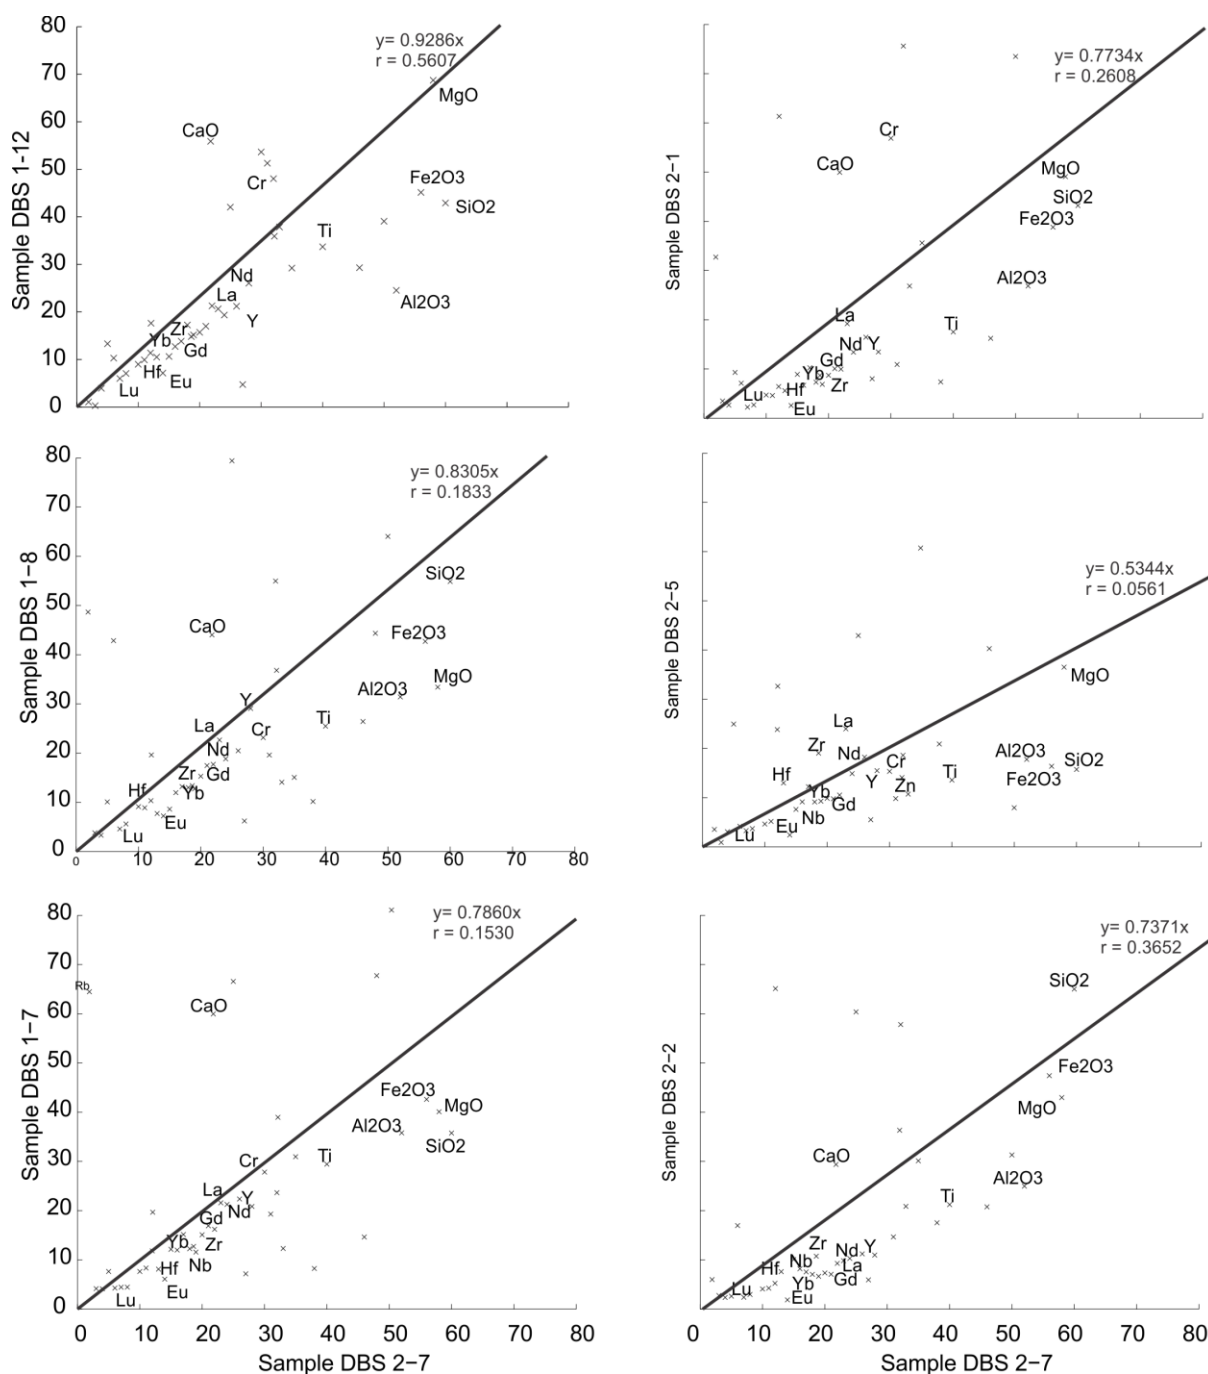 80
70
60
50
40
30
20
10
0
Sample DBS 1-12
y= 0.9286x
r = 0.5607
MgO
CaO
Cr
Fe2O3
SiO2
Ti
Nd
Al2O3
La
Y
Zr
Yb
Gd
Hf
Eu
Lu
Sample DBS 2-1
y= 0.7734x
r = 0.2608
Cr
CaO
MgO
SiO2
Fe2O3
Al2O3
La
Ti
Nd
Y
Gd
Yb
Zr
Hf
Lu
Eu
80
70
60
50
40
30
20
10
0
Sample DBS 1-8
y= 0.8305x
r = 0.1833
SiO2
CaO
Fe2O3
MgO
Al2O3
Y
La
Cr
Ti
Nd
Zr
Gd
Hf
Yb
Eu
Lu
0
10
20
30
40
50
60
70
80
Sample DBS 2-5
y= 0.5344x
r = 0.0561
MgO
La
Zr
Nd
Al2O3
Cr
SiO2
Hf
Y
Zn
Ti
Fe2O3
Yb
Gd
Nb
Eu
Lu
80
70
60
50
40
30
20
10
0
Sample DBS 1-7
y= 0.7860x
r = 0.1530
Rb
CaO
Fe2O3
MgO
Al2O3
SiO2
Cr
Ti
La
Y
Gd
Nd
Yb
Zr
Hf
Nb
Eu
Lu
0
10
20
30
40
50
60
70
80
Sample DBS 2-7
Sample DBS 2-2
y= 0.7371x
r = 0.3652
SiO2
Fe2O3
MgO
CaO
Al2O3
Ti
Zr
Nd
Y
Hf
Nb
La
Yb
Gd
Lu
Eu
0
10
20
30
40
50
60
70
80
Sample DBS 2-7